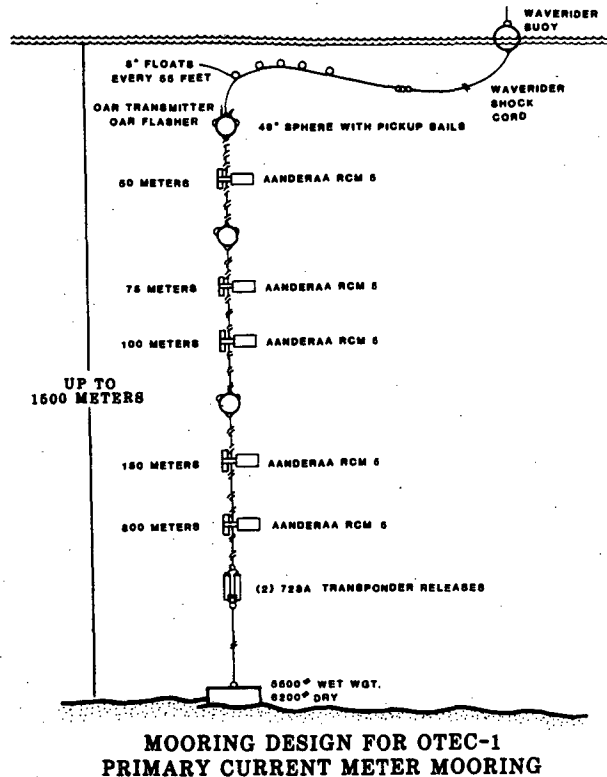 WAVERIDER
BUOY
8" FLOATS
EVERY 55 FEET
WAVERIDER
SHOCK
CORD
OAR TRANSMITTER
OAR FLASHER
48" SPHERE WITH PICKUP BAILS
50 METERS
AANDERAA RCM 5
75 METERS
AANDERAA RCM 5
100 METERS
AANDERAA RCM 5
UP TO
1500 METERS
150 METERS
AANDERAA RCM 5
800 METERS
AANDERAA RCM 5
(2) 723A TRANSPONDER RELEASES
5500# WET WGT.
6200# DRY
MOORING DESIGN FOR OTEC-1
PRIMARY CURRENT METER MOORING